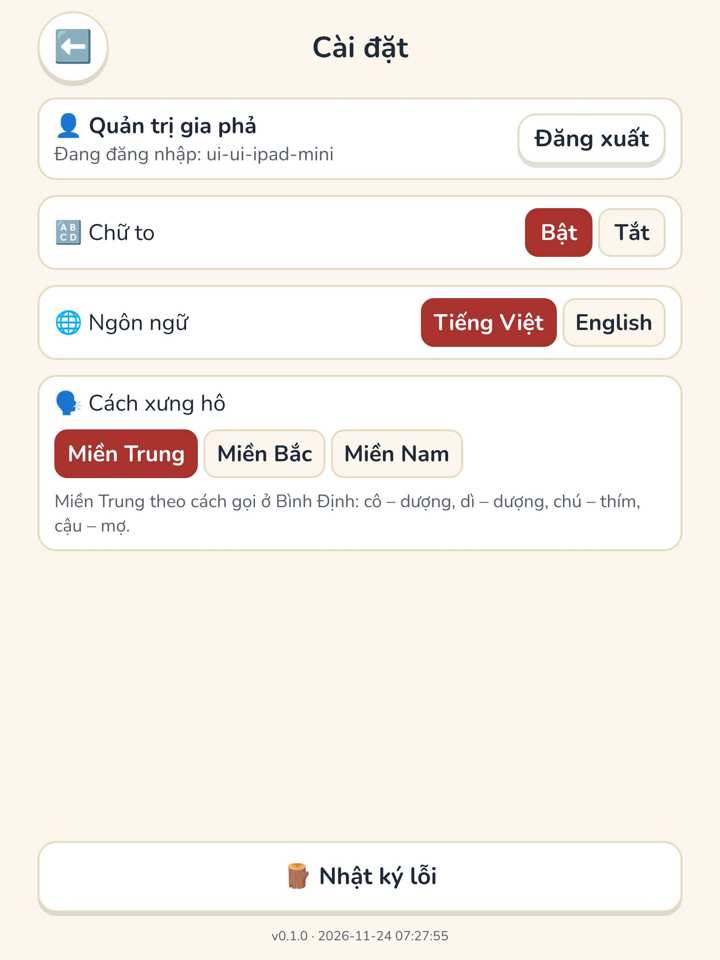 Cài đặt
Quản trị gia phả
Đang đăng nhập: ui-ui-ipad-mini
Đăng xuất
Chữ to
Bật
Tắt
Ngôn ngữ
Tiếng Việt
English
Cách xưng hô
Miền Trung
Miền Bắc
Miền Nam
Miền Trung theo cách gọi ở Bình Định: cô – dượng, dì – dượng, chú – thím,
cậu – mợ.
Nhật ký lỗi
v0.1.0 · 2026-11-24 07:27:55